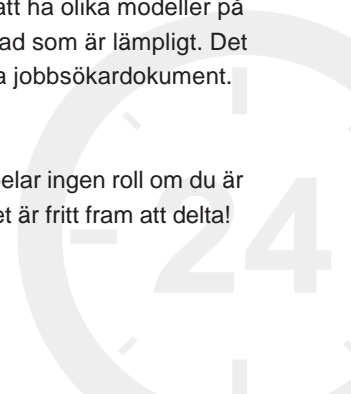 att ha olika modeller på
ad som är lämpligt. Det
a jobbsökardokument.
elar ingen roll om du är
et är fritt fram att delta!
24